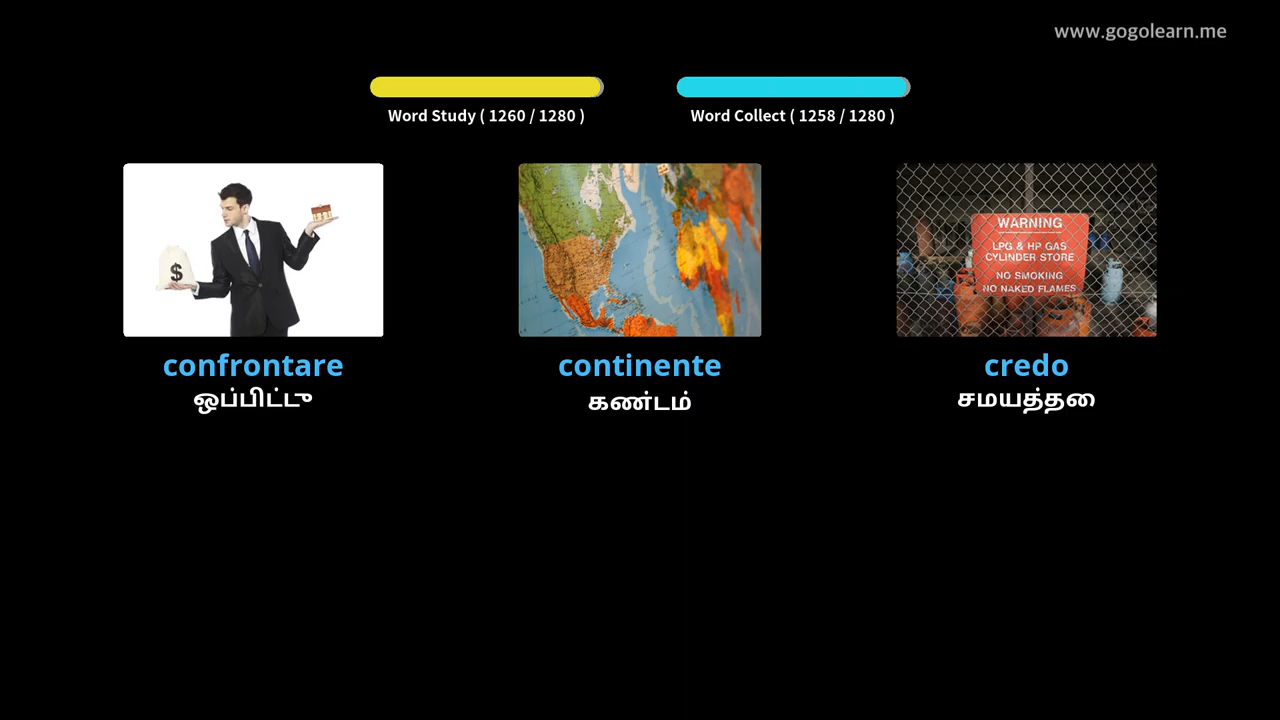 www.gogolearn.me
Word Study ( 1260 / 1280 )
Word Collect ( 1258 / 1280 )
$
WARNING
LPG & HP GAS
CYLINDER STORE
NO SMOKING
NO NAKED FLAMES
confrontare
continente
credo
ஒப்பிட்டு
கண்டம்
சமயத்தை